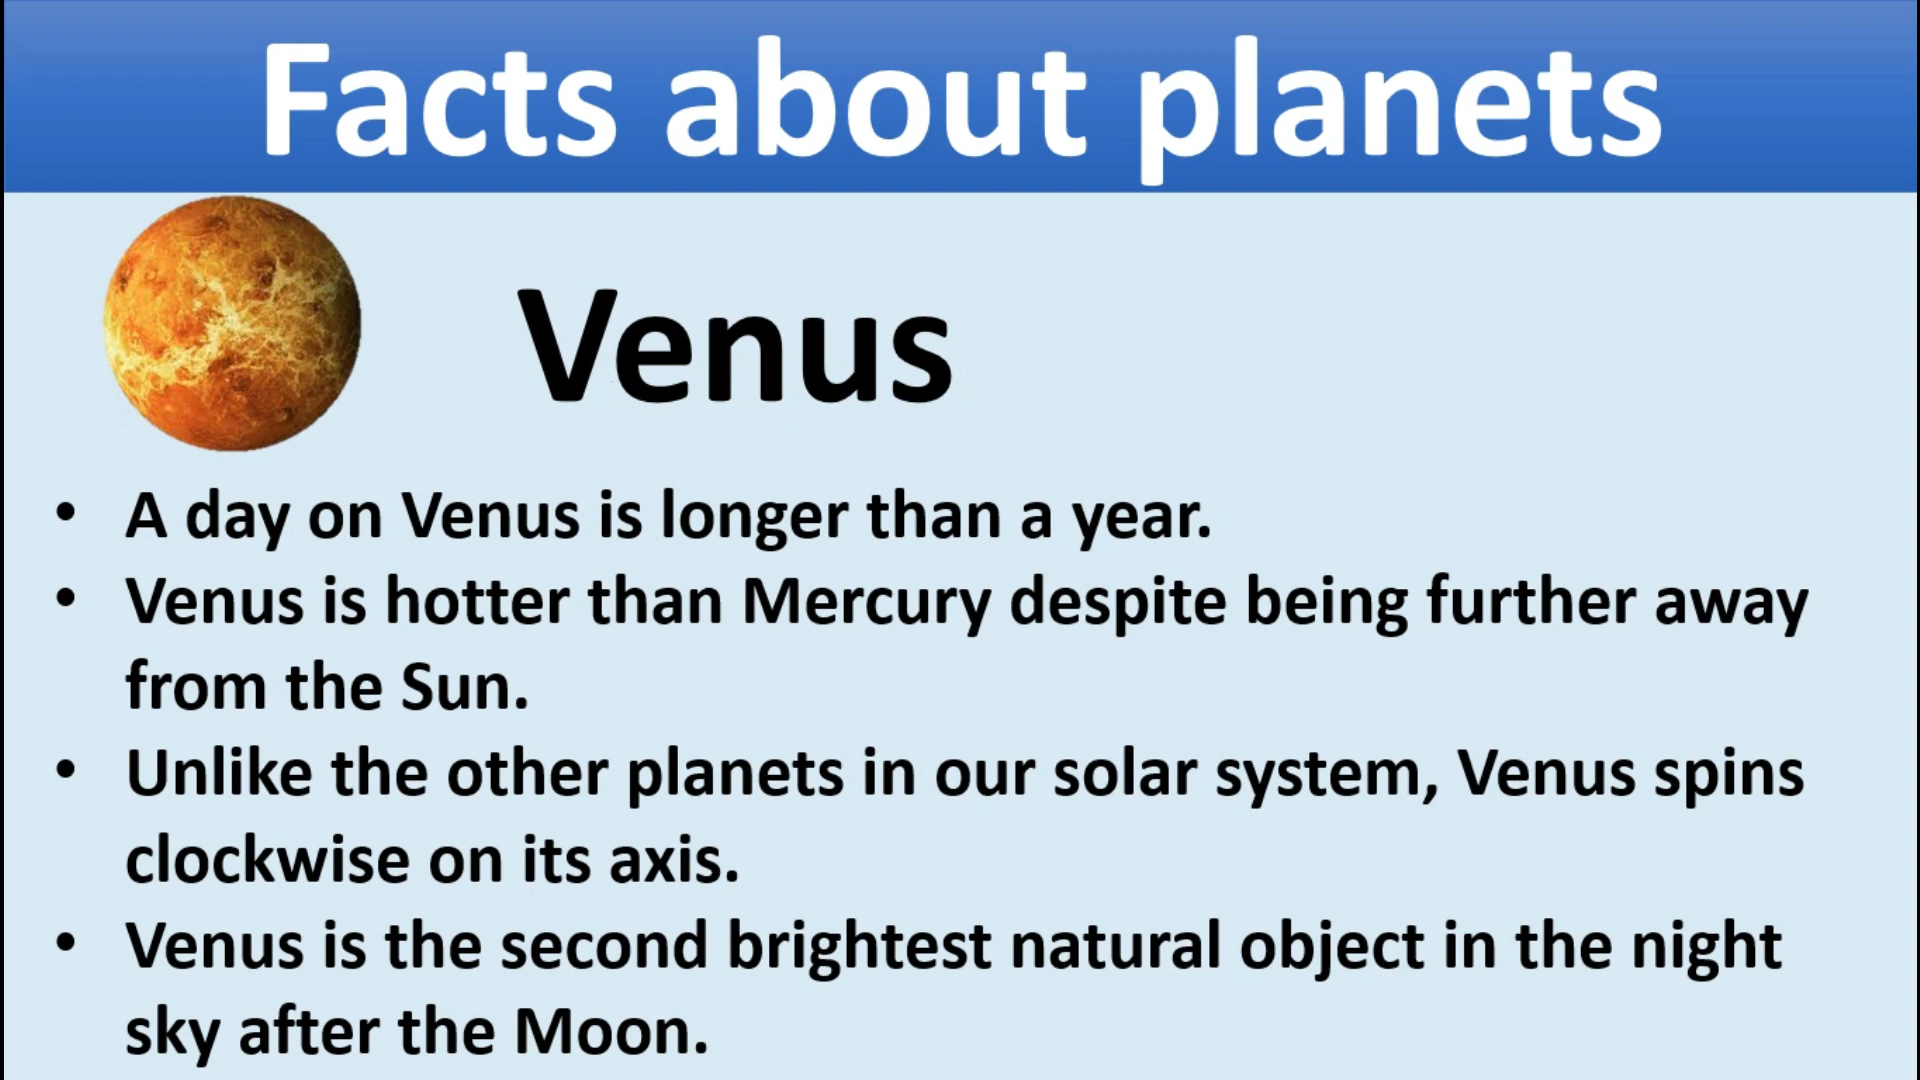 Facts about planets
Venus
• A day on Venus is longer than a year.
• Venus is hotter than Mercury despite being further away
from the Sun.
• Unlike the other planets in our solar system, Venus spins
clockwise on its axis.
• Venus is the second brightest natural object in the night
sky after the Moon.